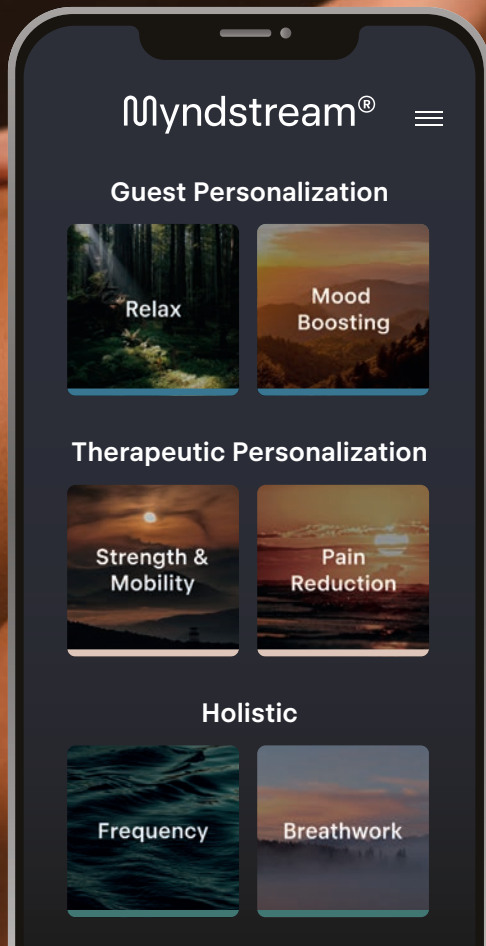 Myndstream®
Guest Personalization
Relax
Mood
Boosting
Therapeutic Personalization
Strength &
Mobility
Pain
Reduction
Holistic
Frequency
Breathwork